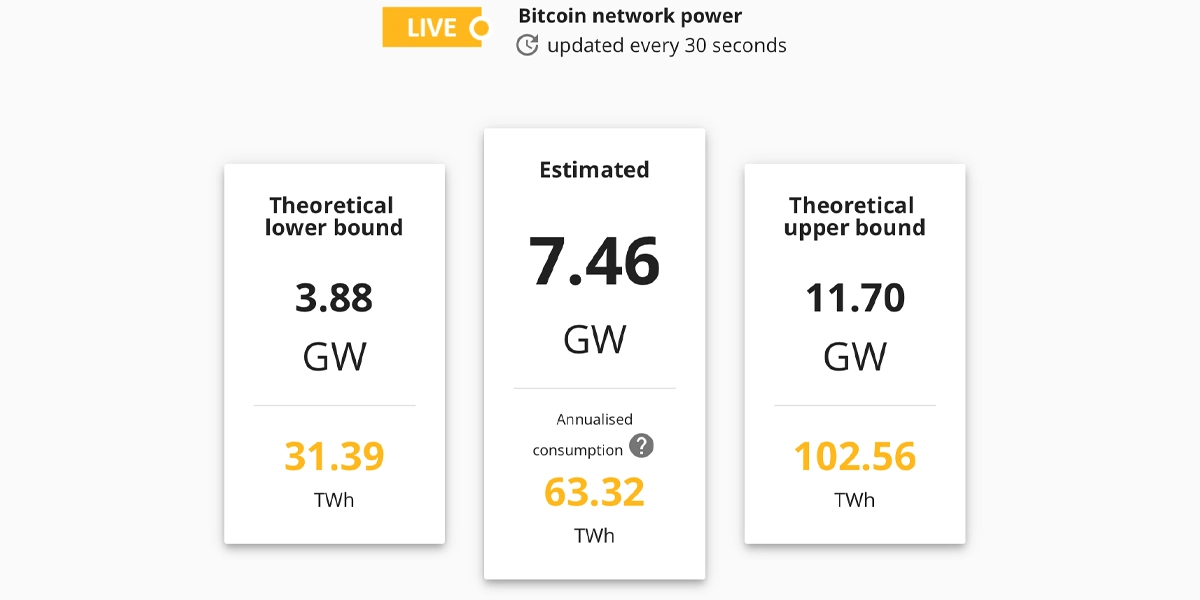 LIVE
Bitcoin network power
updated every 30 seconds
Theoretical
lower bound
3.88
GW
31.39
TWh
Estimated
7.46
GW
Annualised
consumption ?
63.32
TWh
Theoretical
upper bound
11.70
GW
102.56
TWh